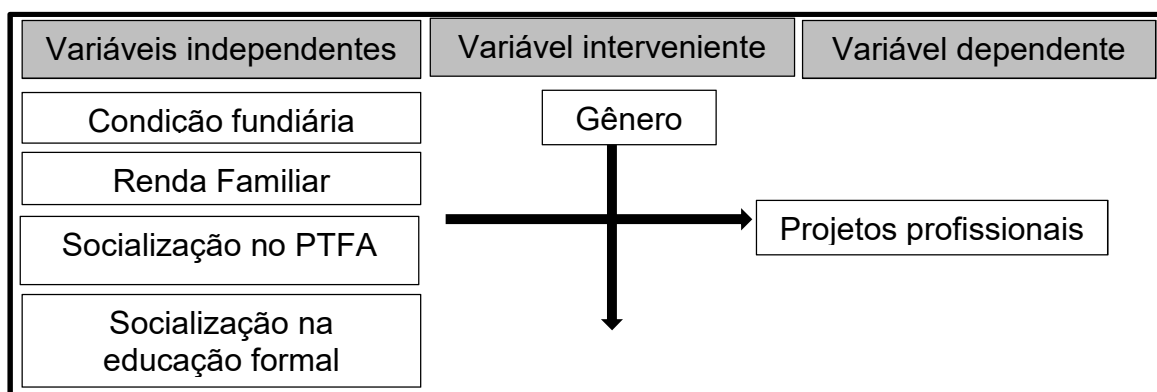 Variáveis independentes
Variável interveniente
Variável dependente
Condicão fundiária
Gênero
Renda Familiar
Socialização no PTFA
Projetos profissionais
Socialização na
educação formal